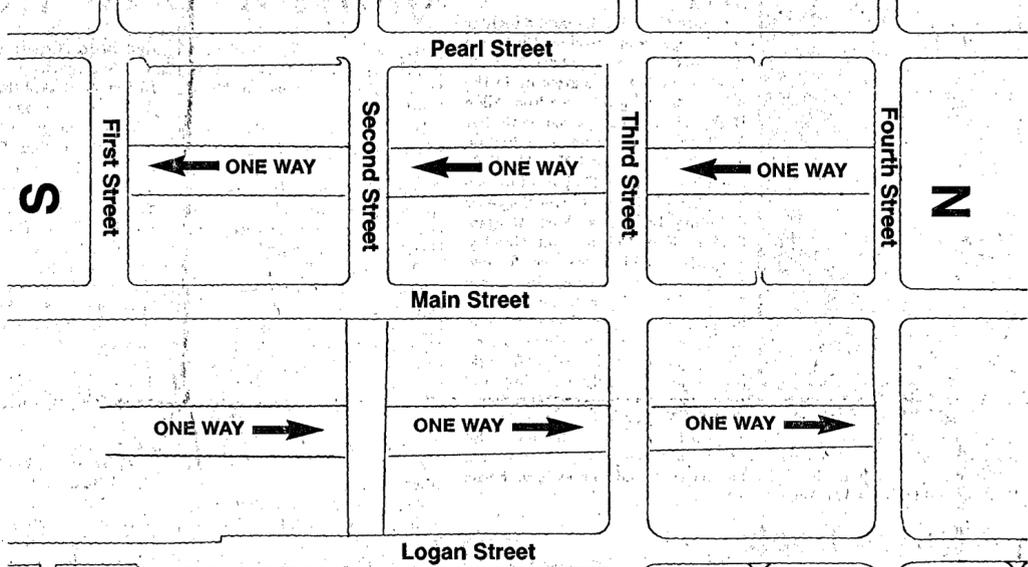 Pearl Street
First Street
Second Street
Third Street
Fourth Street
ONE WAY
ONE WAY
ONE WAY
S
N
Main Street
ONE WAY
ONE WAY
ONE WAY
Logan Street